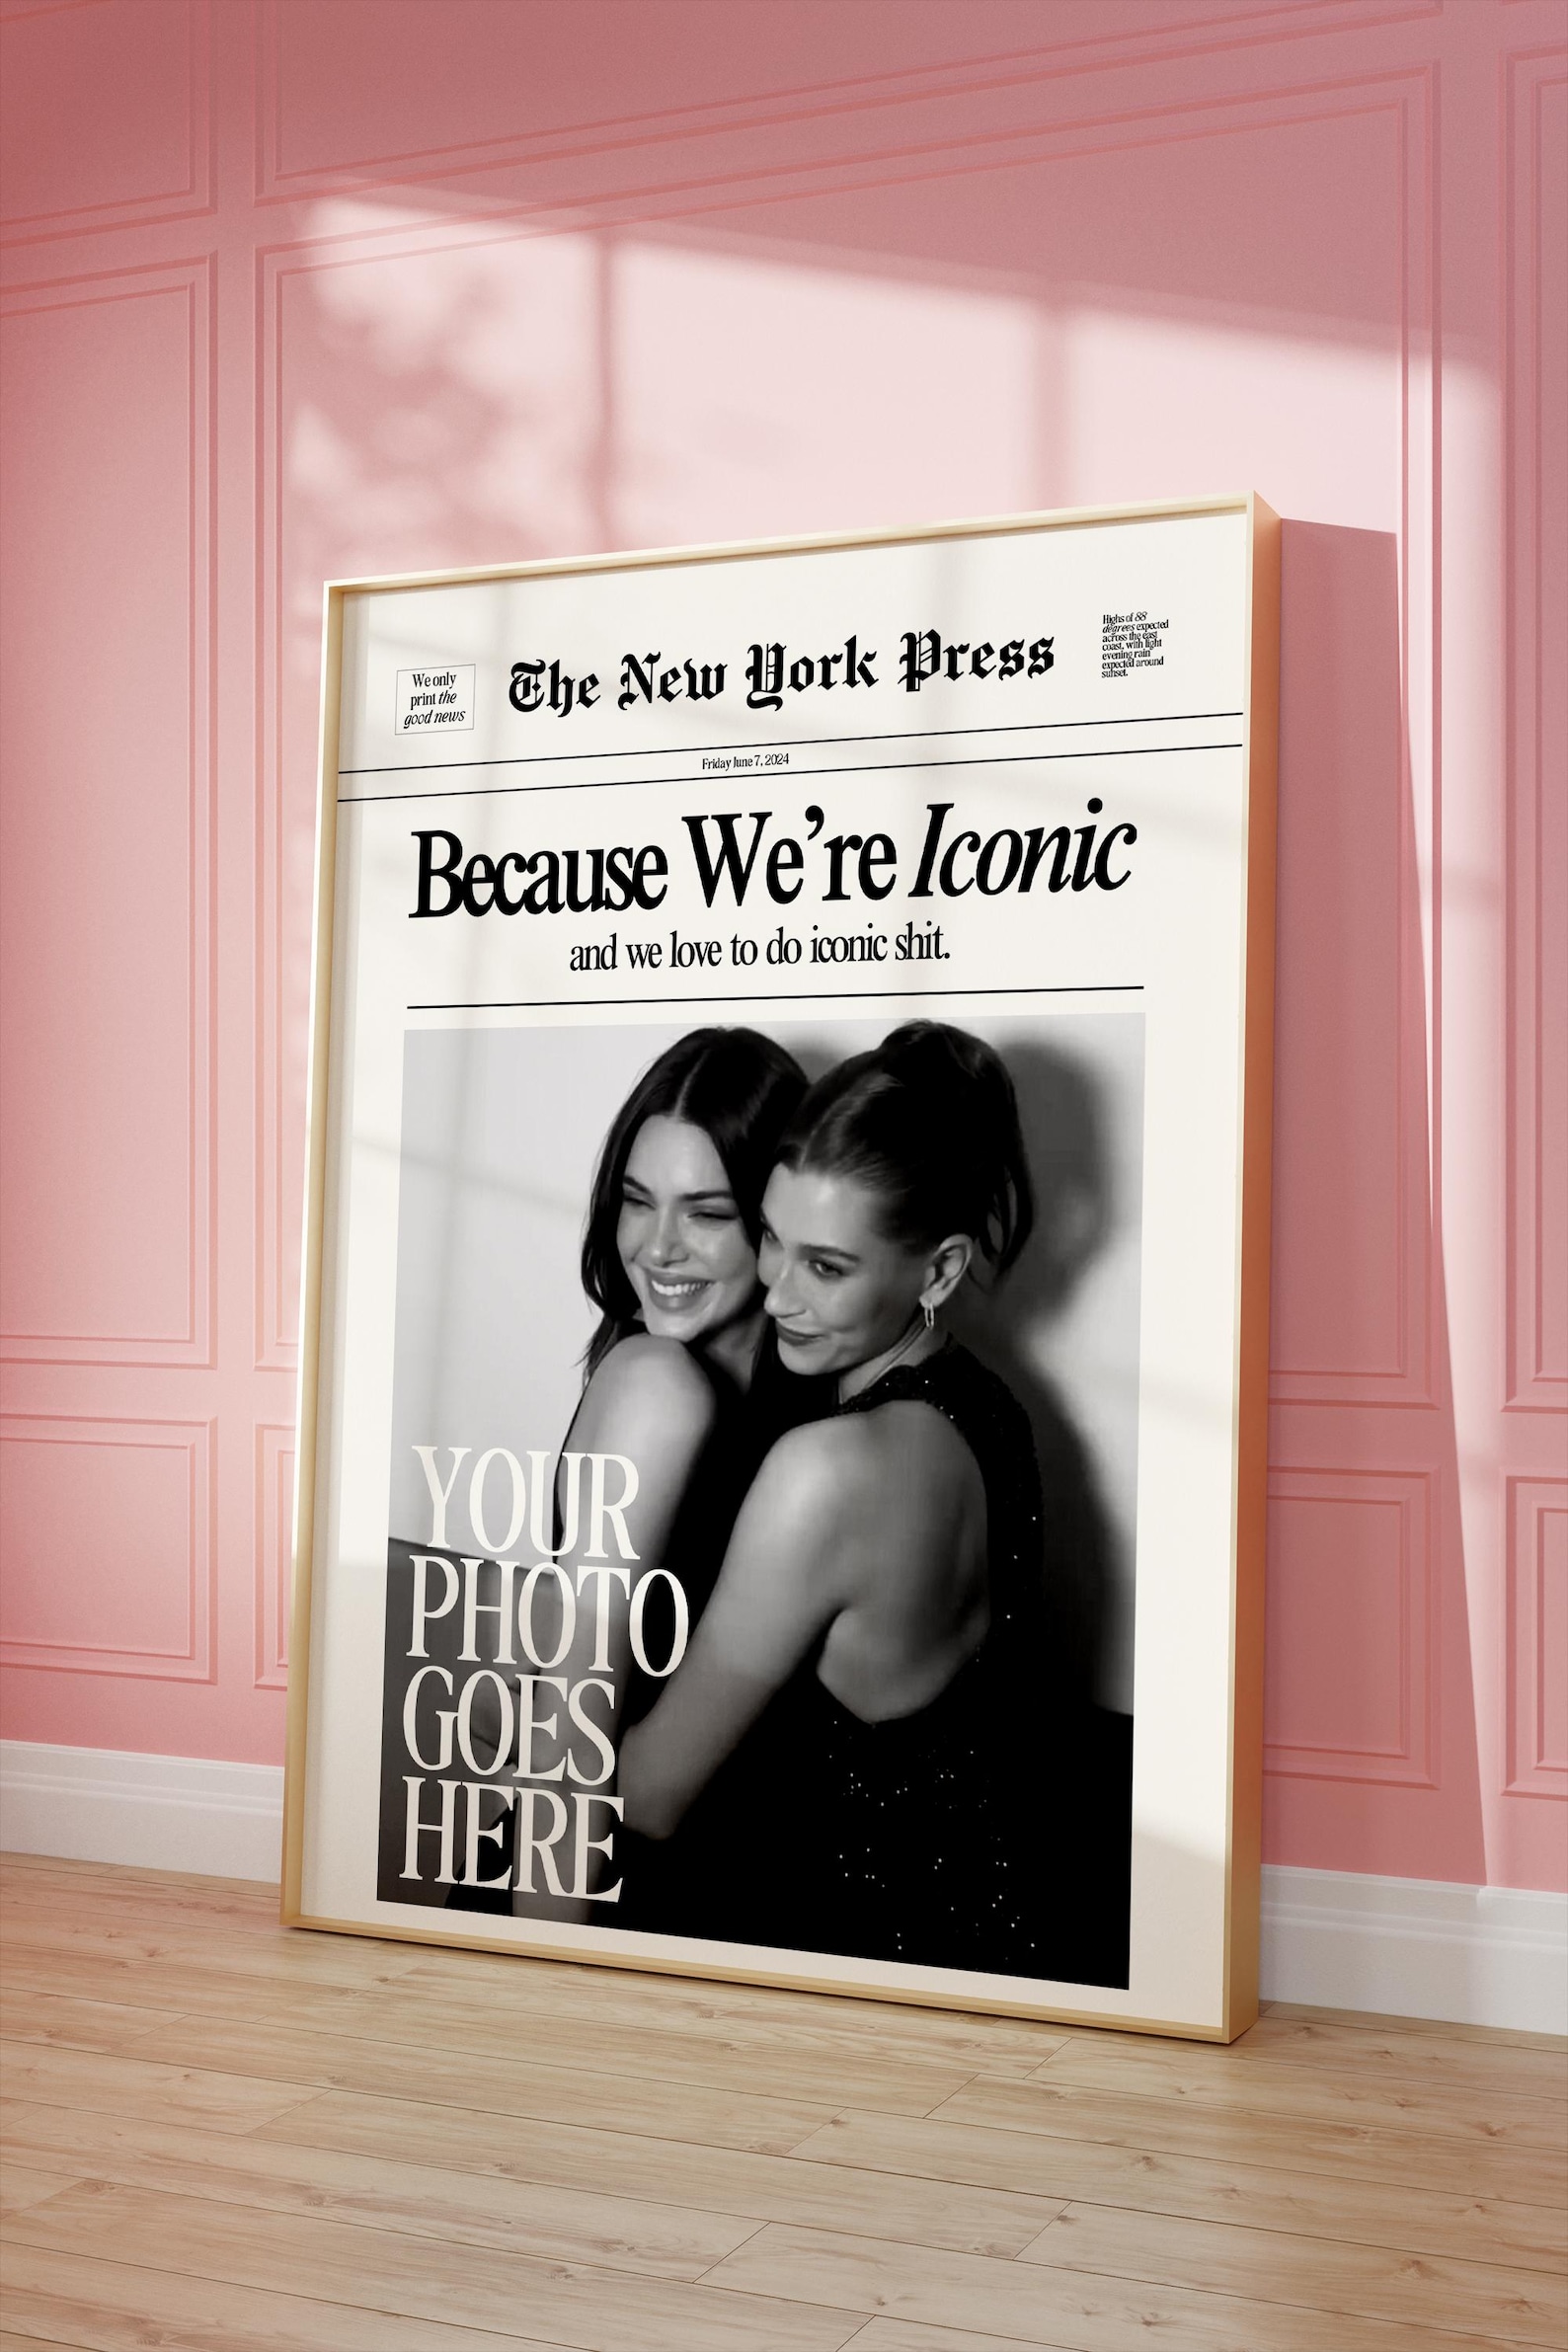 We only
print the
good news
The New York Press
Highs of 88
degrees expected
across the east
coast, with light
evening rain
expected around
sunset.
Friday June 7, 2024
Because We’re Iconic
and we love to do iconic shit.
YOUR
PHOTO
GOES
HERE